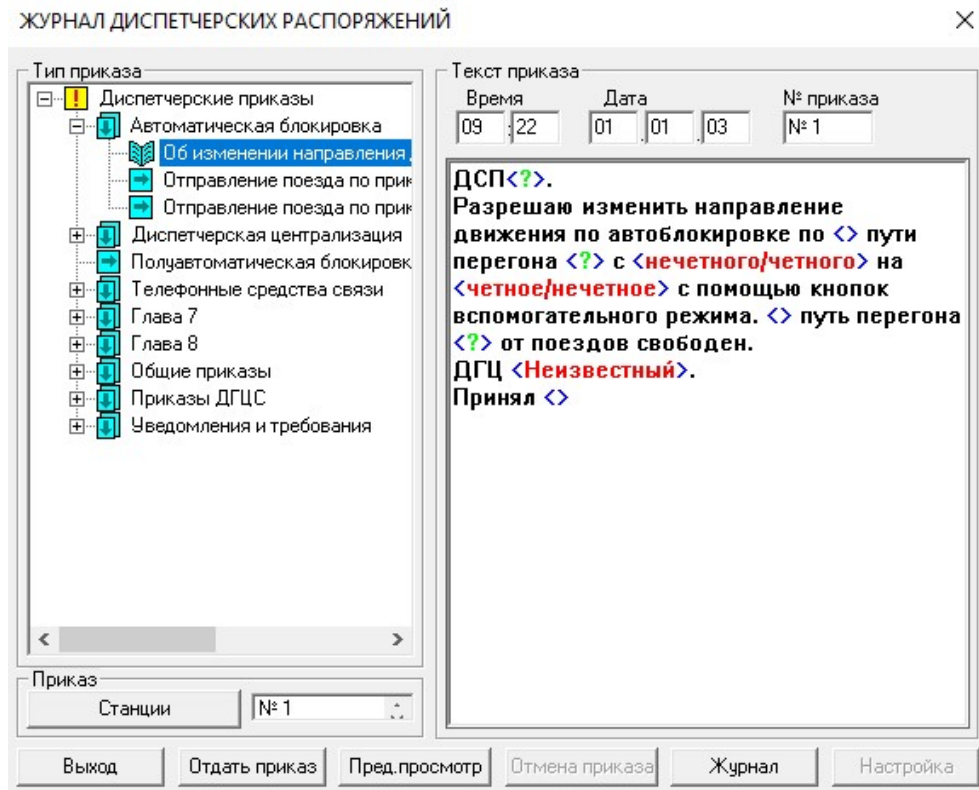 ЖУРНАЛ ДИСПЕТЧЕРСКИХ РАСПОРЯЖЕНИЙ
Тип приказа
Диспетчерские приказы
Автоматическая блокировка
Об изменении направления
Отправление поезда по прик
Отправление поезда по прик
Диспетчерская централизация
Полуавтоматическая блокировк
Телефонные средства связи
Глава 7
Глава 8
Общие приказы
Приказы ДГЦС
Уведомления и требования
Приказ
Станции
№ 1
Текст приказа
Время Дата № приказа
09 : 22 01 . 01 . 03 № 1
ДСП<?>.
Разрешаю изменить направление
движения по автоблокировке по <> пути
перегона <?> с <нечетного/четного> на
<четное/нечетное> с помощью кнопок
вспомогательного режима. <> путь перегона
<?> от поездов свободен.
ДГЦ <Неизвестный>.
Принял <>
Выход Отдать приказ Пред.просмотр Отмена приказа Журнал Настройка